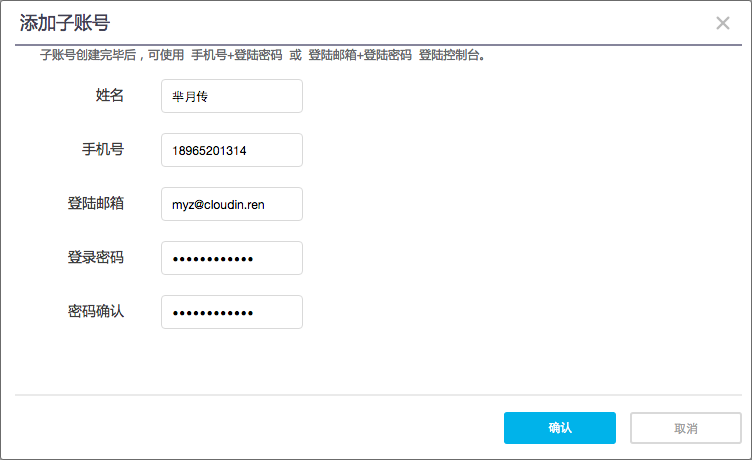 添加子账号
子账号创建完毕后，可使用 手机号+登陆密码 或 登陆邮箱+登陆密码 登陆控制台。
姓名 芈月传
手机号 18965201314
登陆邮箱 myz@cloudin.ren
登录密码 ••••••••••••
密码确认 ••••••••••••
确认 取消